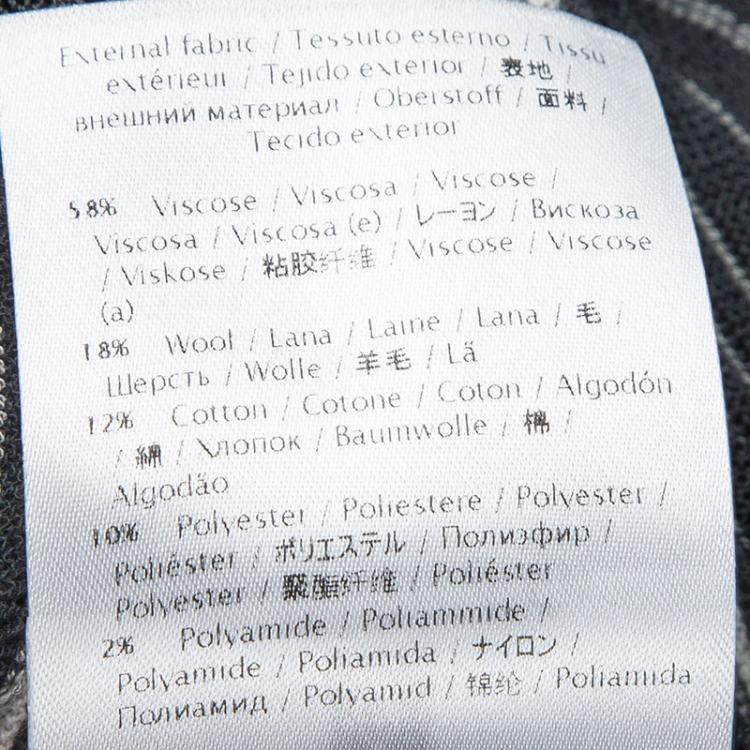 External fabric / Tessuto esterno / Tissu
extérieur / Tejido exterior / 表地 /
внешний материал / Oberstoff / 面料 /
Tecido exterior
58% Viscose / Viscosa / Viscose /
Viscosa / Viscosa (e) / レーヨン / Вискоза
/ Viskose / 粘胶纤维 / Viscose / Viscose
(a)
18% Wool / Lana / Laine / Lana / 毛 /
Шерсть / Wolle / 羊毛 / Lã
12% Cotton / Cotone / Coton / Algodón
/ 綿 / Хлопок / Baumwolle / 棉 /
Algodão
10% Polyester / Poliestere / Polyester /
Poliéster / ポリエステル / Полиэфир /
Polyester / 聚酯纤维 / Poliéster
2% Polyamide / Poliammide /
Polyamide / Poliamida / ナイロン /
Полиамид / Polyamid / 锦纶 / Poliamida